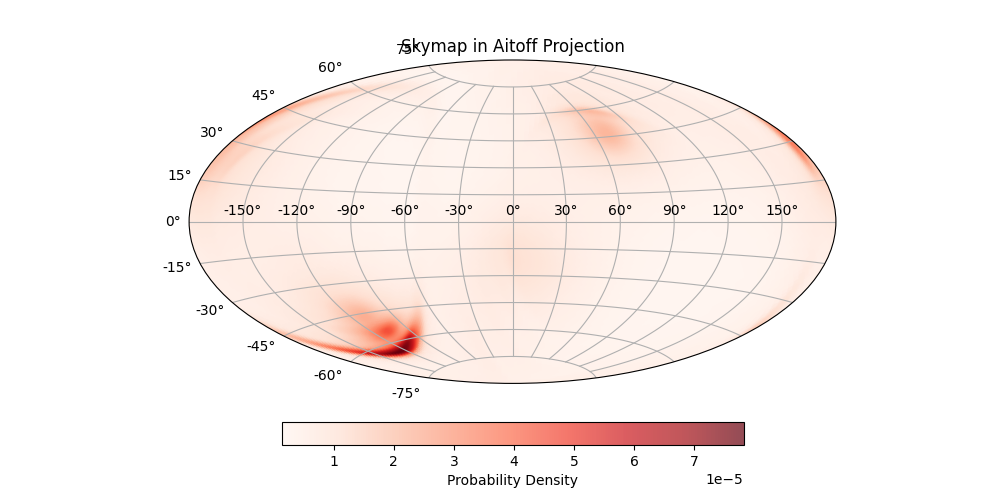 Skymap in Aitoff Projection
75°
60°
45°
30°
15°
0°
-150° -120° -90° -60° -30° 0° 30° 60° 90° 120° 150°
-15°
-30°
-45°
-60°
-75°
1 2 3 4 5 6 7
1e−5
Probability Density